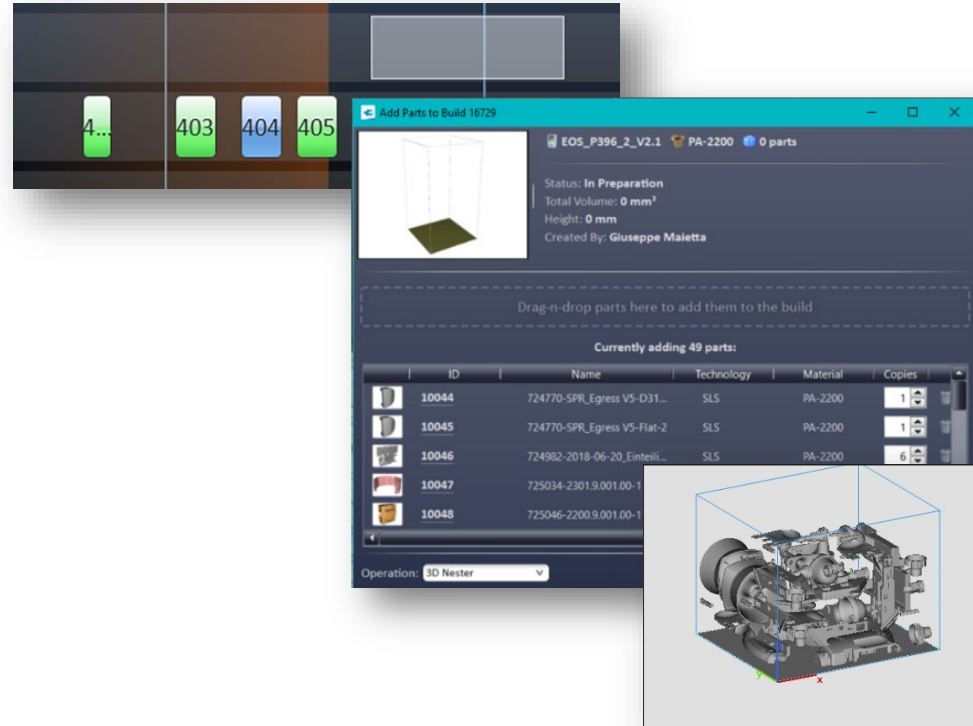 4...
403
404
405
Add Parts to Build 16729
EOS_P396_2_V2.1 PA-2200 0 parts
Status: In Preparation
Total Volume: 0 mm³
Height: 0 mm
Created By: Giuseppe Maietta
Drag-n-drop parts here to add them to the build
Currently adding 49 parts:
ID Name Technology Material Copies
10044 724770-SPR_Egress V5-D31... SLS PA-2200 1
10045 724770-SPR_Egress V5-Flat-2 SLS PA-2200 1
10046 724982-2018-06-20_Einteili... SLS PA-2200 6
10047 725034-2301.9.001.00-1
10048 725046-2200.9.001.00-1
Operation: 3D Nester
y
x